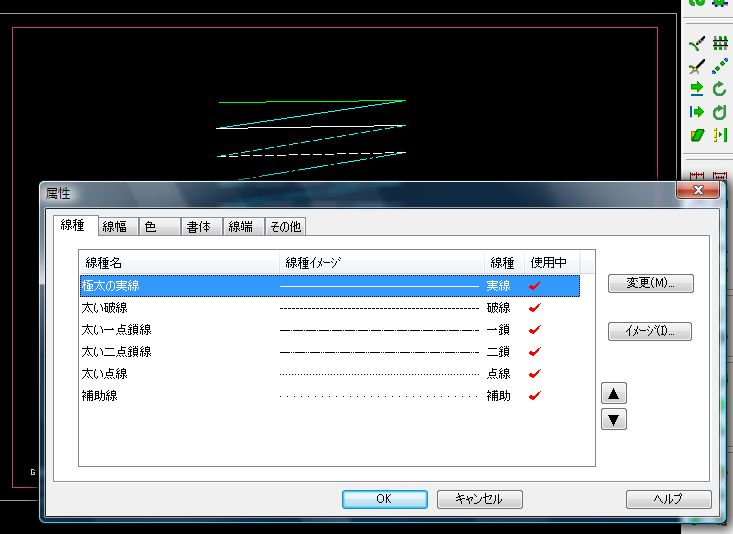 属性
線種 線幅 色 書体 線端 その他
線種名 線種ｲﾒｰｼﾞ 線種 使用中
極太の実線 実線
太い破線 破線
太い一点鎖線 一鎖
太い二点鎖線 二鎖
太い点線 点線
補助線 補助
変更(M)...
ｲﾒｰｼﾞ(I)...
▲
▼
OK ｷｬﾝｾﾙ ﾍﾙﾌﾟ